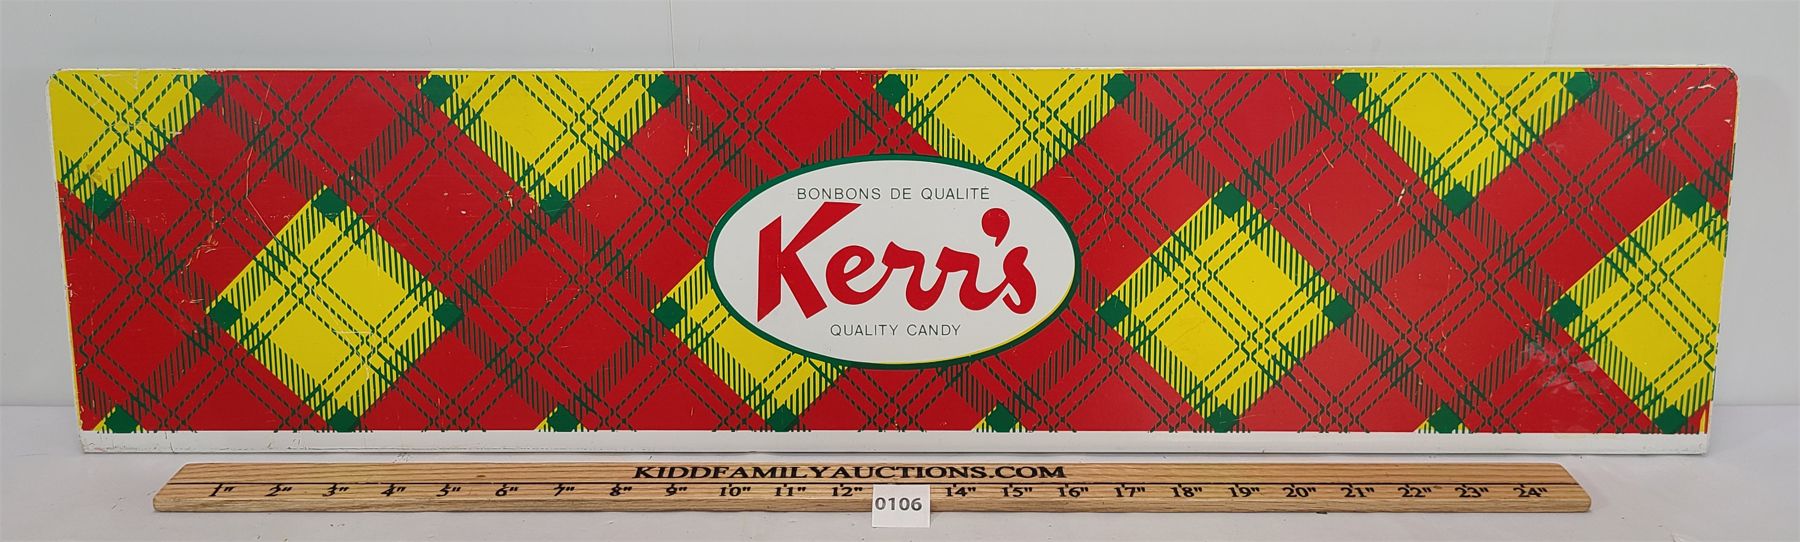 BONBONS DE QUALITÉ
Kerr's
QUALITY CANDY
KIDDFAMILYAUCTIONS.COM
1" 2" 3" 4" 5" 6" 7" 8" 9" 10" 11" 12" 14" 15" 16" 17" 18" 19" 20" 21" 22" 23" 24"
0106